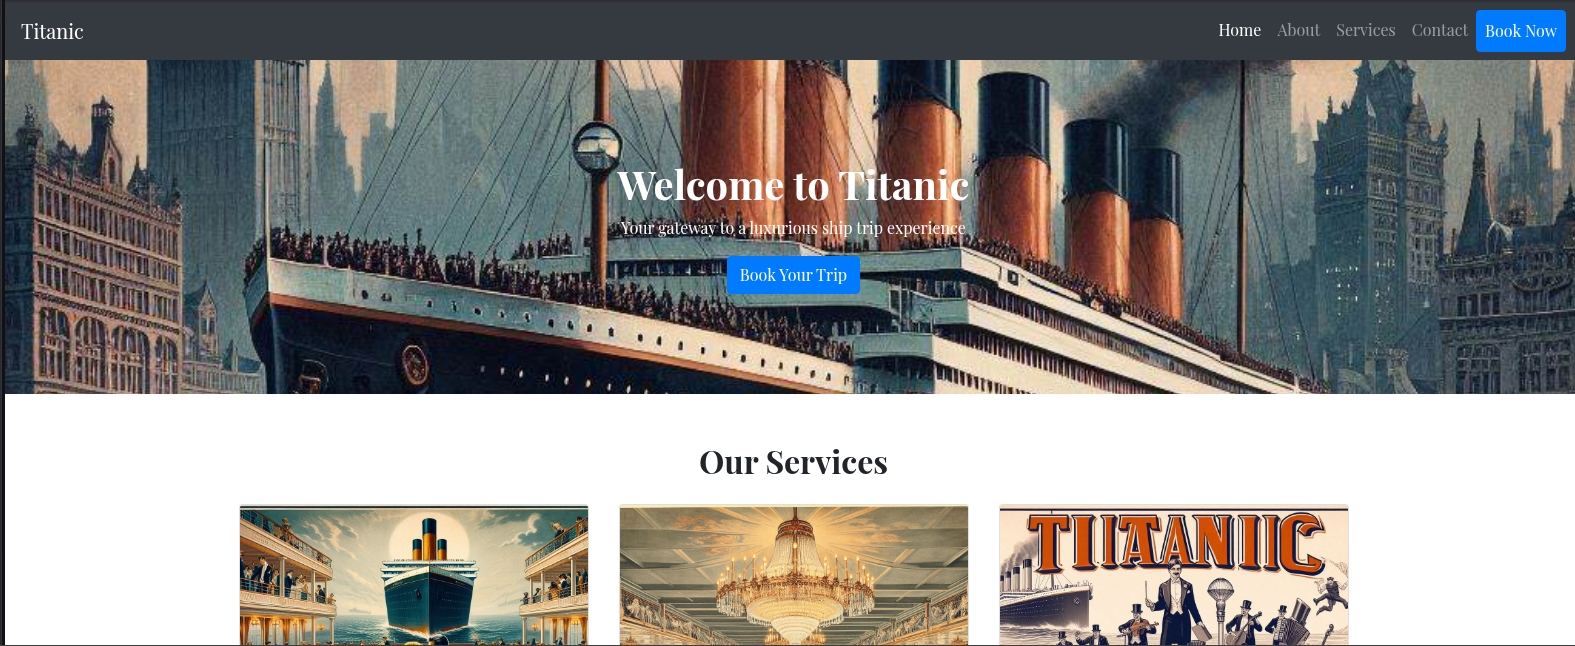 Titanic
Home About Services Contact Book Now
Welcome to Titanic
Your gateway to a luxurious ship trip experience
Book Your Trip
Our Services
TITAANIC